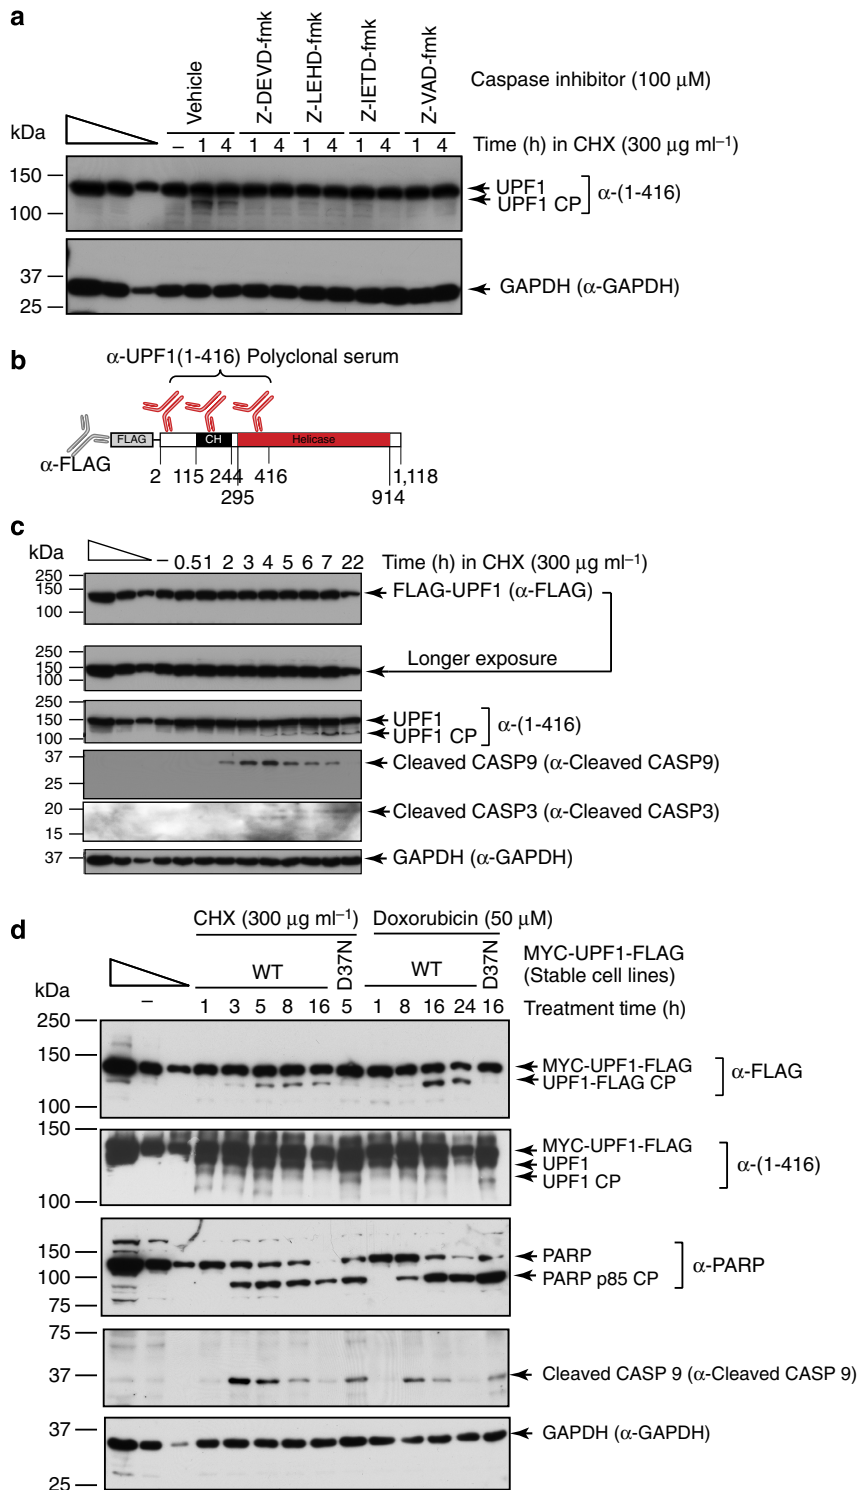 a
Vehicle
Z-DEVD-fmk
Z-LEHD-fmk
Z-IETD-fmk
Z-VAD-fmk
Caspase inhibitor (100 μM)
kDa
– 1 4 1 4 1 4 1 4 1 4 Time (h) in CHX (300 μg ml⁻¹)
150
100
UPF1
UPF1 CP
α-(1-416)
37
25
GAPDH (α-GAPDH)
b
α-UPF1(1-416) Polyclonal serum
FLAG CH Helicase
α-FLAG
2 115 244 416 1,118
295 914
c
kDa
– 0.51 2 3 4 5 6 7 22 Time (h) in CHX (300 μg ml⁻¹)
250
150
100
FLAG-UPF1 (α-FLAG)
250
150
100
Longer exposure
250
150
100
UPF1
UPF1 CP
α-(1-416)
37
25
Cleaved CASP9 (α-Cleaved CASP9)
20
15
Cleaved CASP3 (α-Cleaved CASP3)
37
GAPDH (α-GAPDH)
d
CHX (300 μg ml⁻¹) Doxorubicin (50 μM)
WT D37N WT D37N
MYC-UPF1-FLAG
(Stable cell lines)
kDa
– 1 3 5 8 16 5 1 8 16 24 16 Treatment time (h)
250
150
100
MYC-UPF1-FLAG
UPF1-FLAG CP
α-FLAG
150
100
MYC-UPF1-FLAG
UPF1
UPF1 CP
α-(1-416)
150
100
75
PARP
PARP p85 CP
α-PARP
75
37
Cleaved CASP 9 (α-Cleaved CASP 9)
37
25
GAPDH (α-GAPDH)